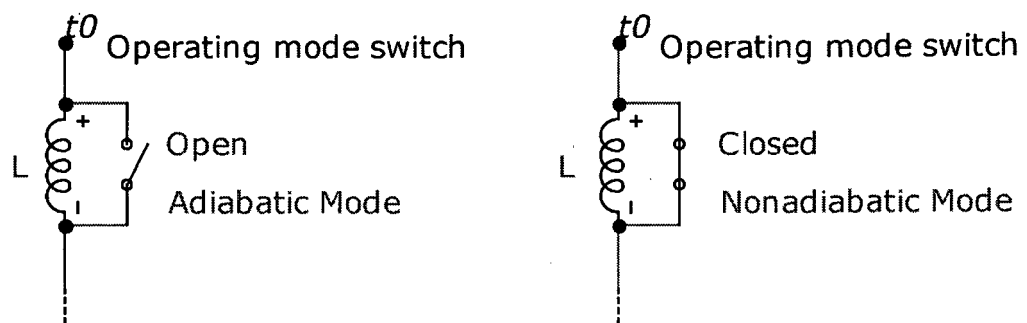 t0
Operating mode switch
+
Open
L
Adiabatic Mode
t0
Operating mode switch
+
Closed
L
Nonadiabatic Mode